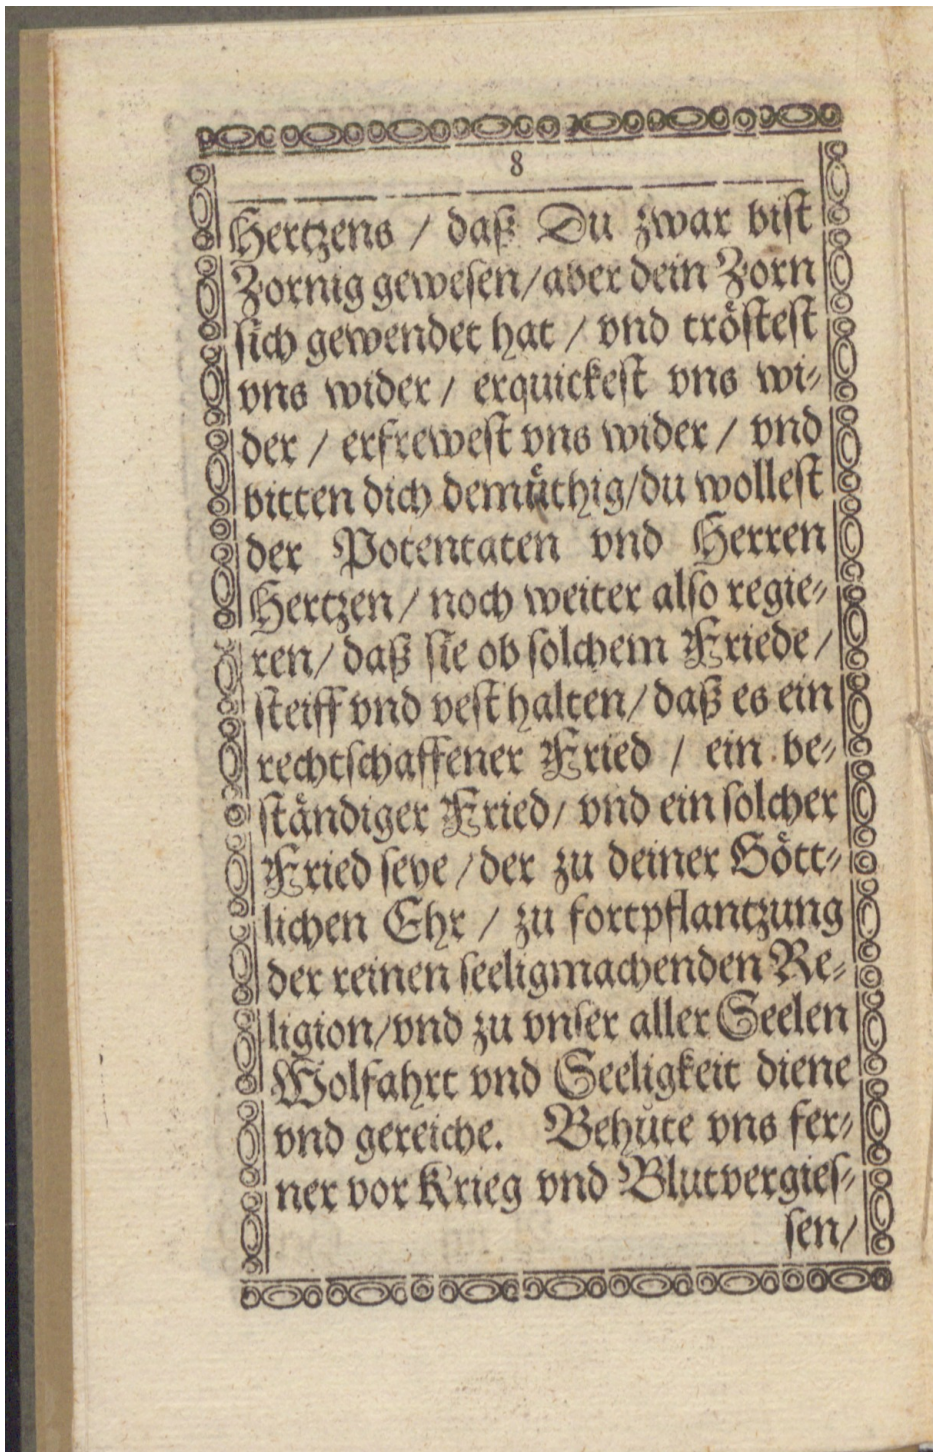 8
Hertzens / daß Du zwar bist
Zornig gewesen/aber dein Zorn
sich gewendet hat / vnd tröstest
vns wider / erquickest vns wi-
der / erfrewest vns wider / vnd
bitten dich demüthig/du wollest
der Potentaten vnd Herren
Hertzen / noch weiter also regie-
ren/ daß sie ob solchem Friede /
steiff vnd vest halten/ daß es ein
rechtschaffener Fried / ein be-
ständiger Fried/ vnd ein solcher
Fried seye / der zu deiner Gött-
lichen Ehr / zu fortpflantzung
der reinen seeligmachenden Re-
ligion/vnd zu vnser aller Seelen
Wolfahrt vnd Seeligkeit diene
vnd gereiche. Behüte vns fer-
ner vor Krieg vnd Blutvergies-
sen/